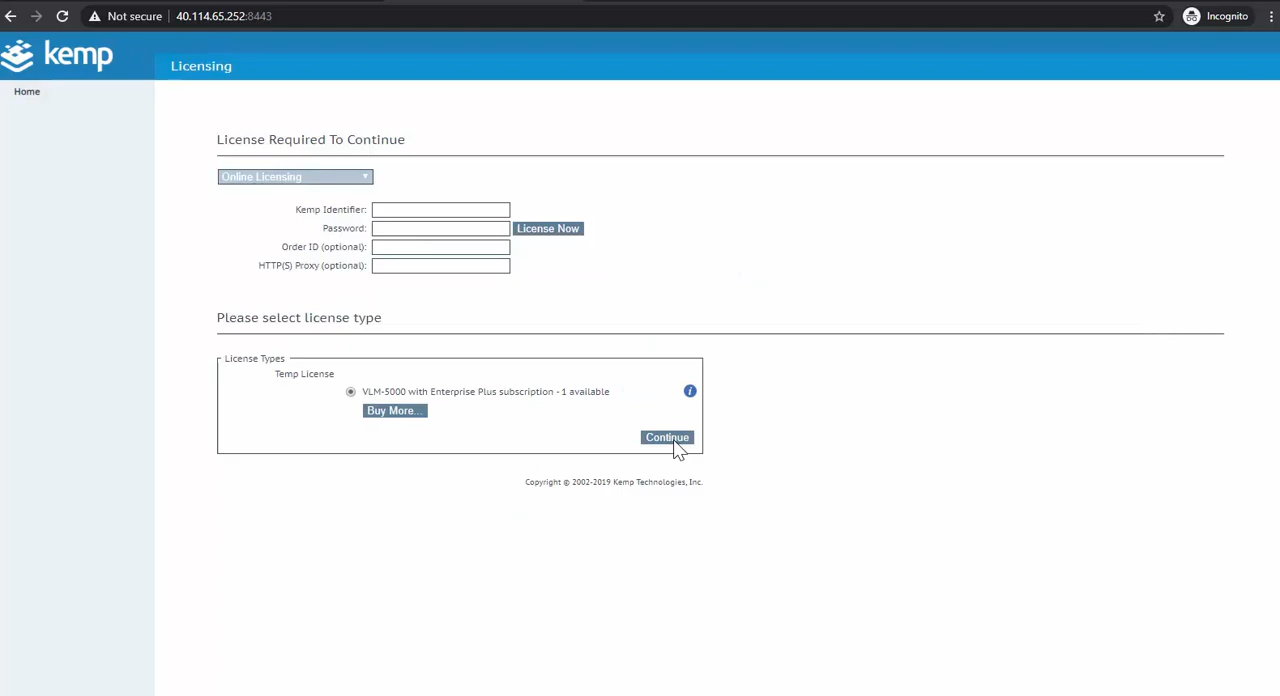 Not secure | 40.114.65.252:8443
Incognito
kemp
Licensing
Home
License Required To Continue
Online Licensing
Kemp Identifier:
Password:
License Now
Order ID (optional):
HTTP(S) Proxy (optional):
Please select license type
License Types
Temp License
VLM-5000 with Enterprise Plus subscription - 1 available
i
Buy More...
Continue
Copyright © 2002-2019 Kemp Technologies, Inc.